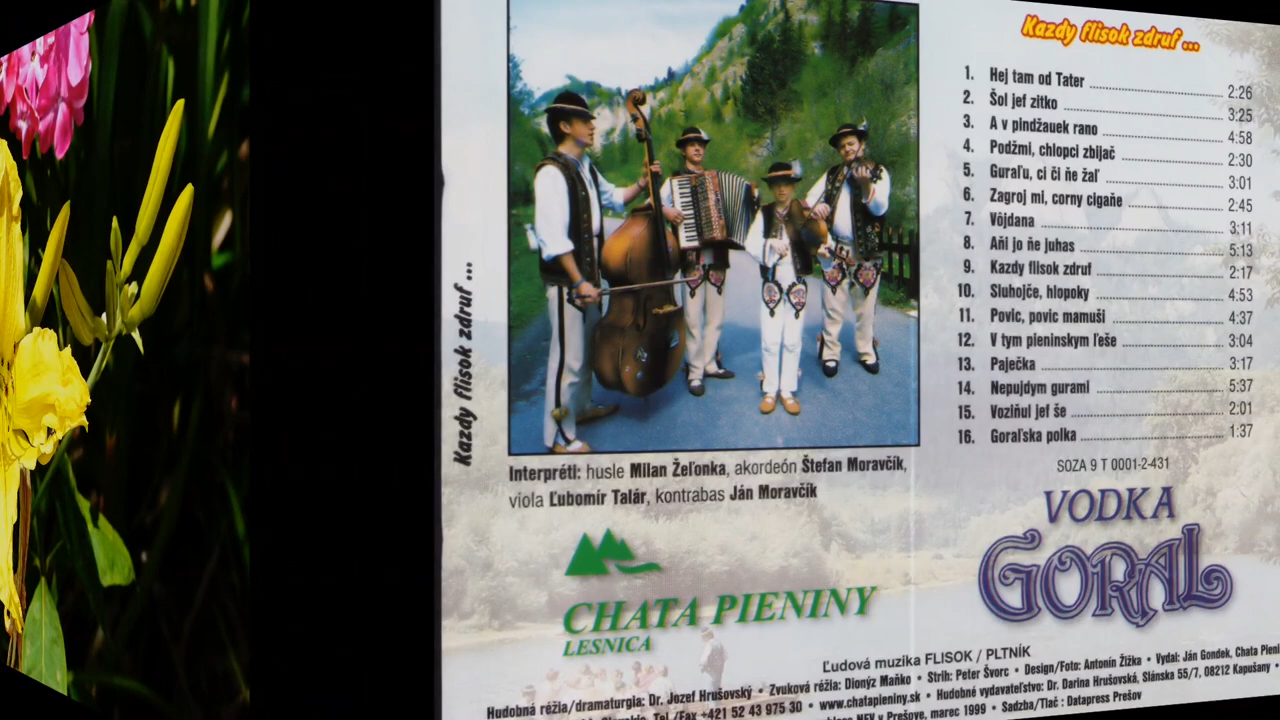 Kazdy flisok zdruf ...
Kazdy flisok zdruf ...
1. Hej tam od Tater 2:26
2. Šol jef zitko 3:25
3. A v pindžauek rano 4:58
4. Podžmi, chlopci zbijač 2:30
5. Guraľu, ci či ňe žaľ 3:01
6. Zagroj mi, corny cigaňe 2:45
7. Vôjdana 3:11
8. Aňi jo ňe juhas 5:13
9. Kazdy flisok zdruf 2:17
10. Sluhojče, hlopoky 4:53
11. Povic, povic mamuši 4:37
12. V tym pieninskym ľeše 3:04
13. Paječka 3:17
14. Nepujdym gurami 5:37
15. Voziňul jef še 2:01
16. Goraľska polka 1:37
Interpréti: husle Milan Žeľonka, akordeón Štefan Moravčík,
viola Ľubomír Talár, kontrabas Ján Moravčík
SOZA 9 T 0001-2-431
VODKA
GORAL
CHATA PIENINY
LESNICA
Ľudová muzika FLISOK / PLTNÍK
Hudobná réžia/dramaturgia: Dr. Jozef Hrušovský • Zvuková réžia: Dionýz Maňko • Strih: Peter Švorc • Design/Foto: Antonín Žižka • Vydal: Ján Gondek, Chata
Tel./Fax +421 52 43 975 30 • www.chatapieniny.sk • Hudobné vydavateľstvo: Dr. Darina Hrušovská, Slánska 55/7, 08212 Kapušany •
v Prešove, marec 1999 • Sadzba/Tlač : Datapress Prešov